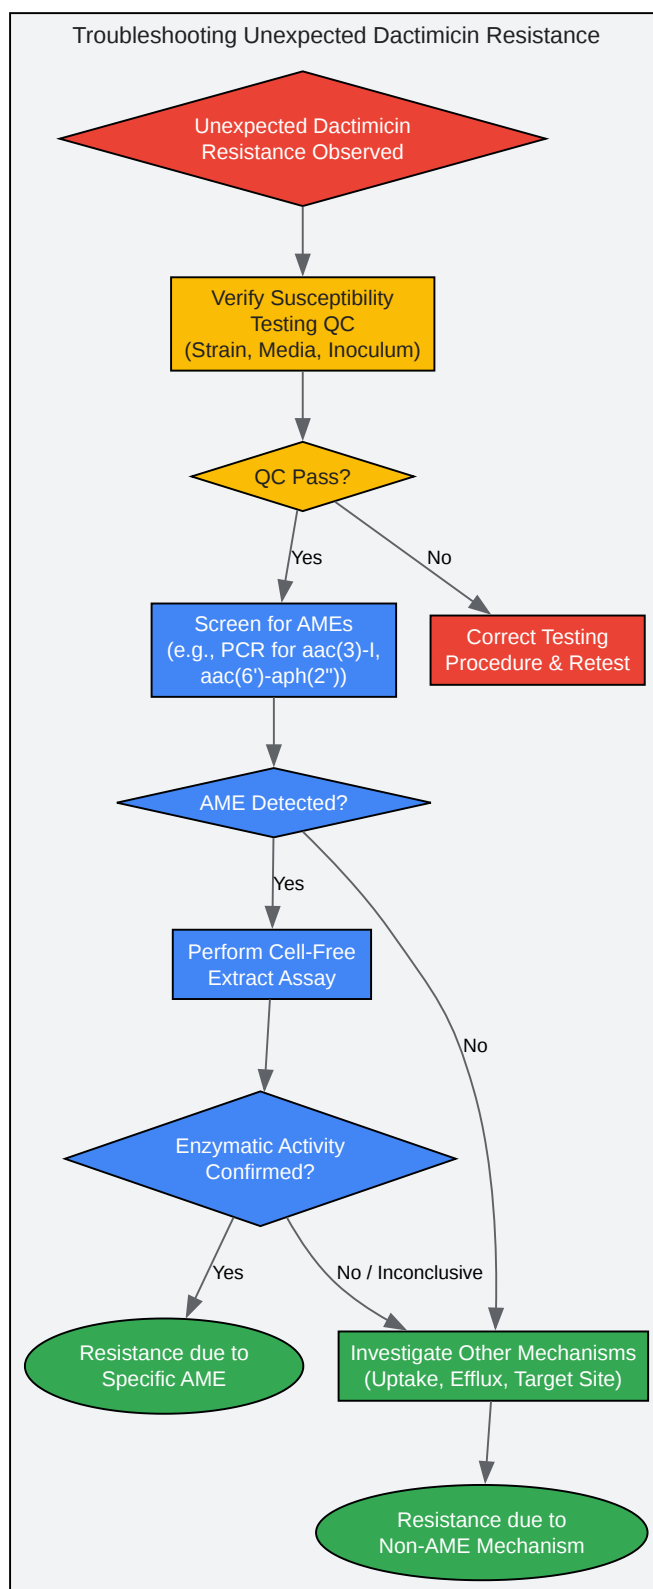 Troubleshooting Unexpected Dactimicin Resistance
Unexpected Dactimicin
Resistance Observed
Verify Susceptibility
Testing QC
(Strain, Media, Inoculum)
QC Pass?
Yes
No
Screen for AMEs
(e.g., PCR for aac(3)-I,
aac(6')-aph(2"))
Correct Testing
Procedure & Retest
AME Detected?
Yes
Perform Cell-Free
Extract Assay
No
Enzymatic Activity
Confirmed?
Yes
No / Inconclusive
Resistance due to
Specific AME
Investigate Other Mechanisms
(Uptake, Efflux, Target Site)
Resistance due to
Non-AME Mechanism